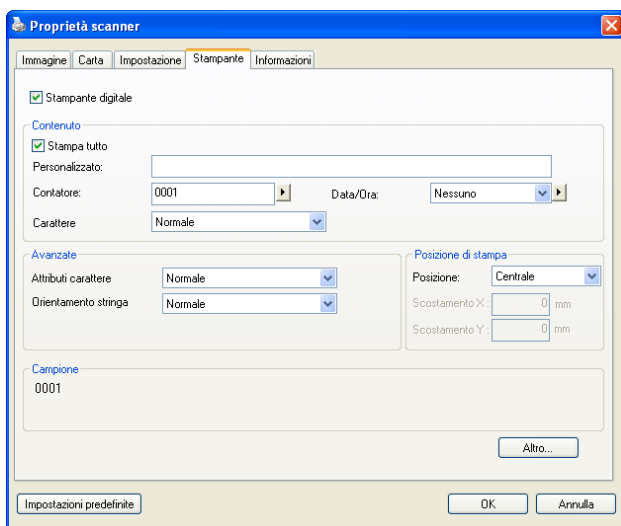 Proprietà scanner
Immagine Carta Impostazione Stampante Informazioni
Stampante digitale
Contenuto
Stampa tutto
Personalizzato:
Contatore: 0001 Data/Ora: Nessuno
Carattere Normale
Avanzate
Attributi carattere Normale
Orientamento stringa Normale
Posizione di stampa
Posizione: Centrale
Scostamento X : 0 mm
Scostamento Y : 0 mm
Campione
0001
Altro...
Impostazioni predefinite OK Annulla